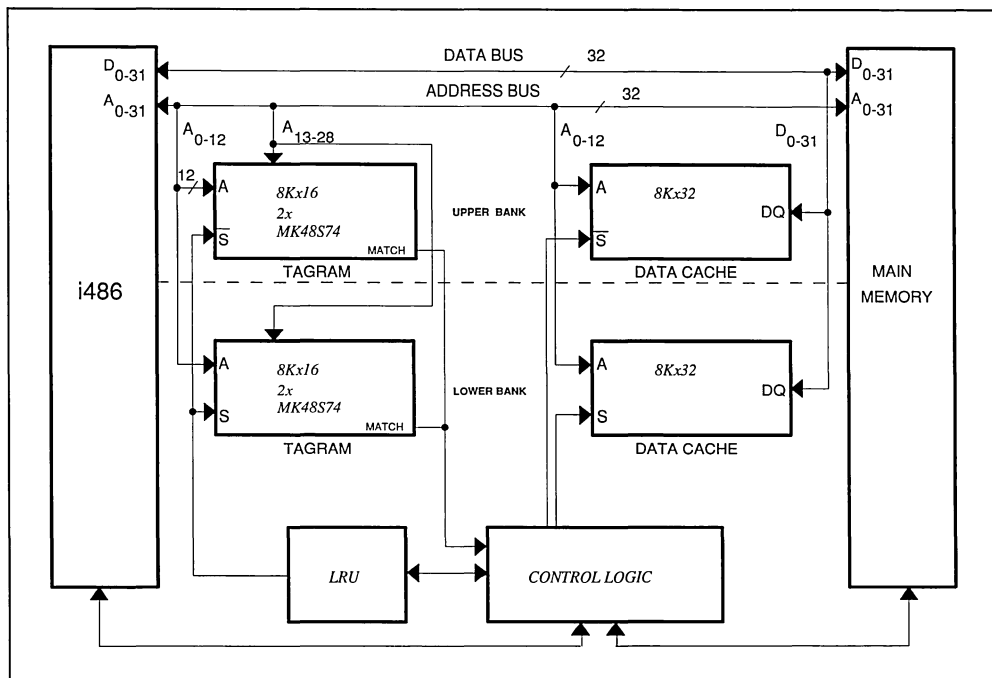 DATA BUS 32
D0-31 D0-31
ADDRESS BUS 32
A0-31 A0-31
A0-12 A13-28 A0-12 D0-31
12
A 8Kx16
2x
MK48S74
S̅
MATCH
TAGRAM
UPPER BANK
A 8Kx32
DQ
S̅
DATA CACHE
i486
MAIN
MEMORY
A 8Kx16
2x
MK48S74
S
MATCH
TAGRAM
LOWER BANK
A 8Kx32
DQ
S
DATA CACHE
LRU
CONTROL LOGIC